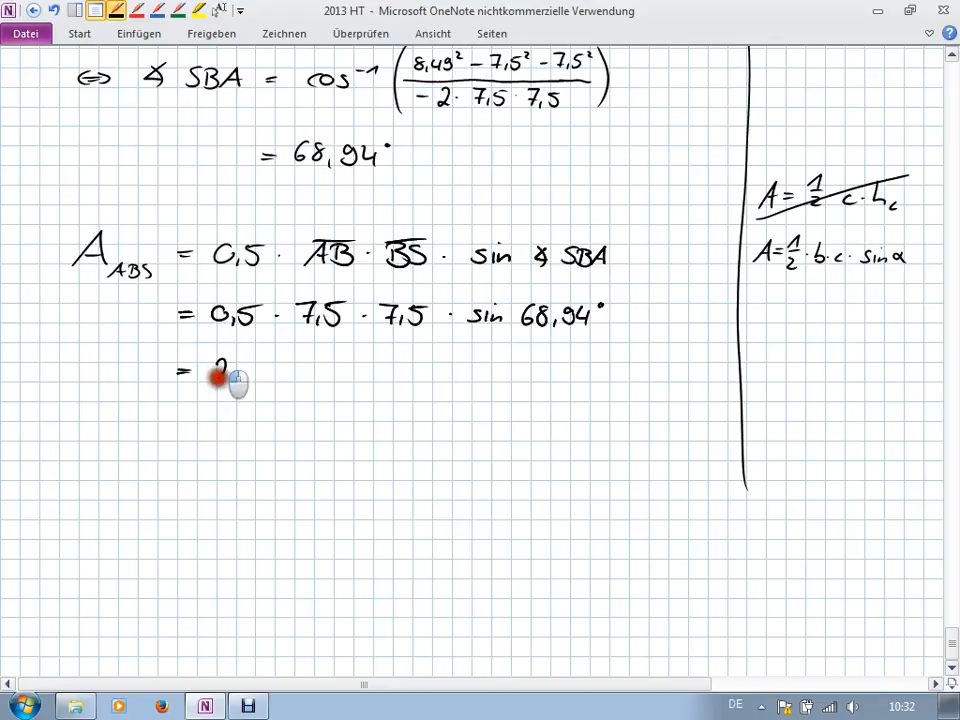 2013 HT - Microsoft OneNote nichtkommerzielle Verwendung
Datei Start Einfügen Freigeben Zeichnen Überprüfen Ansicht Seiten
⇔ ∢ SBA = cos⁻¹ ( (8,49² - 7,5² - 7,5²) / (- 2 · 7,5 · 7,5) )
= 68,94°
A = 1/2 c · h_c
A_ABS = 0,5 · AB · BS · sin ∢ SBA
A = 1/2 · b · c · sin α
= 0,5 · 7,5 · 7,5 · sin 68,94°
=
DE 10:32